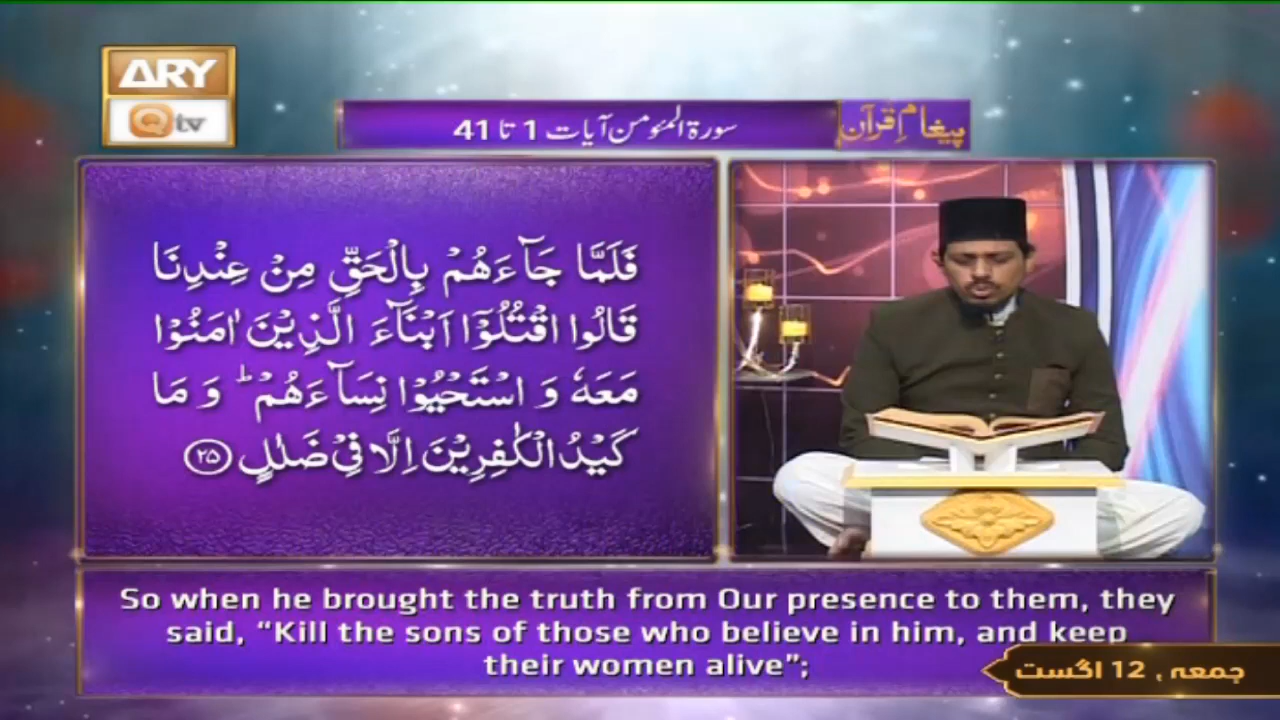 ARY
Qtv
پیغامِ قرآن
سورۃ المئومن آیات 1 تا 41
فَلَمَّا جَآءَهُمْ بِالْحَقِّ مِنْ عِنْدِنَا
قَالُوا اقْتُلُوْۤا اَبْنَآءَ الَّذِیْنَ اٰمَنُوْا
مَعَهٗ وَ اسْتَحْیُوْا نِسَآءَهُمْ ؕ وَ مَا
كَیْدُ الْكٰفِرِیْنَ اِلَّا فِیْ ضَلٰلٍ ﴿۲۵﴾
So when he brought the truth from Our presence to them, they
said, “Kill the sons of those who believe in him, and keep
their women alive”;
جمعہ ، 12 اگست